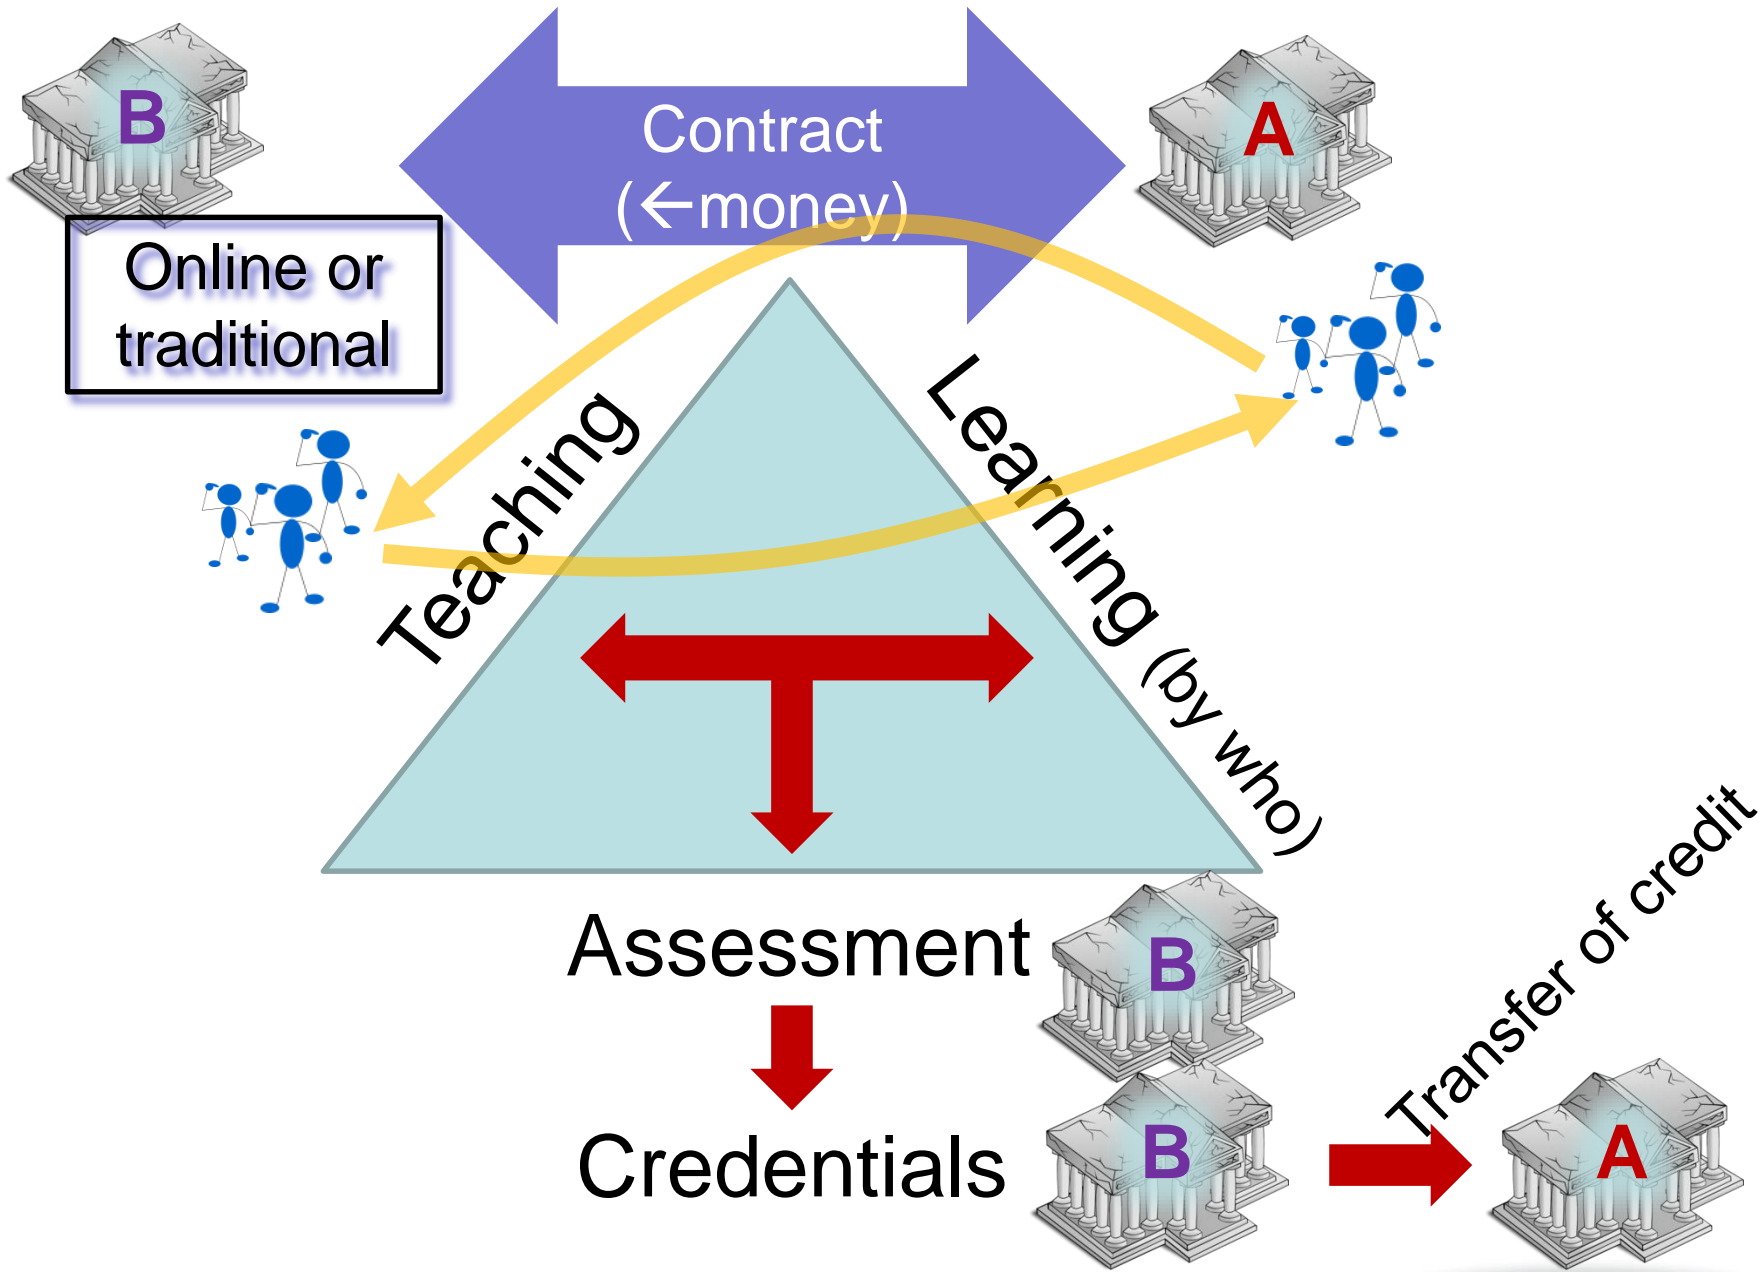 B
Contract
(←money)
A
Online or
traditional
Teaching
Learning (by who)
Assessment
B
Transfer of credit
Credentials
B
A